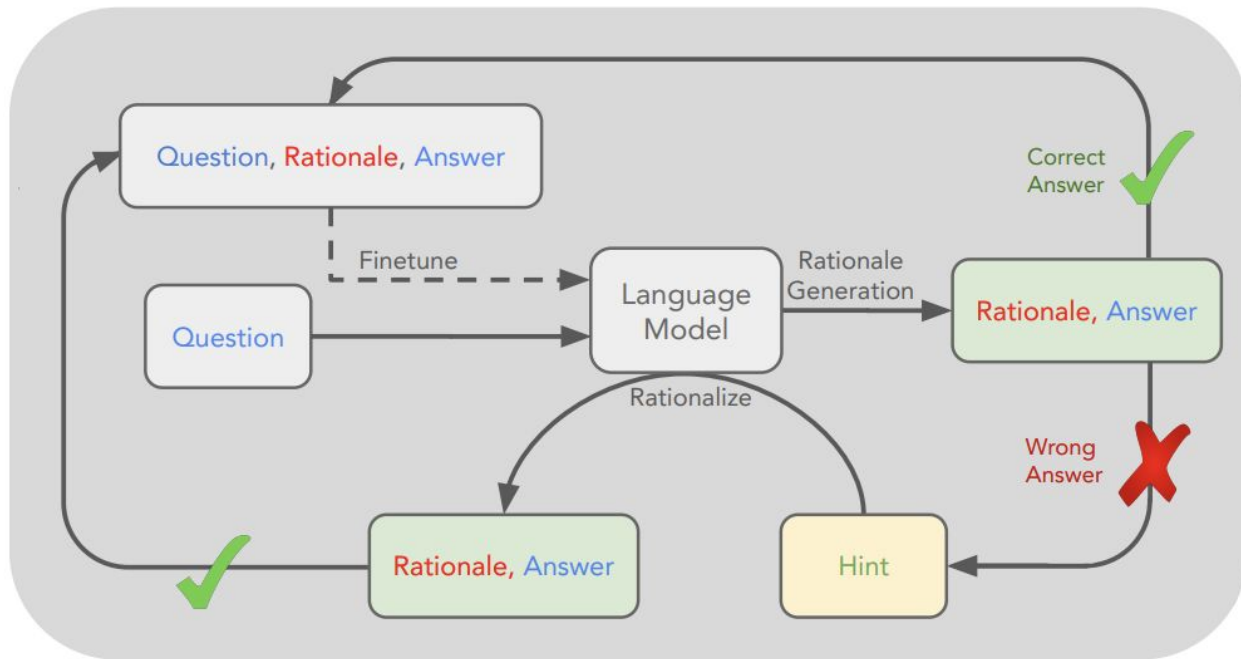 Question, Rationale, Answer
Correct
Answer
Finetune
Language
Model
Rationale
Generation
Rationale, Answer
Question
Rationalize
Wrong
Answer
Rationale, Answer
Hint